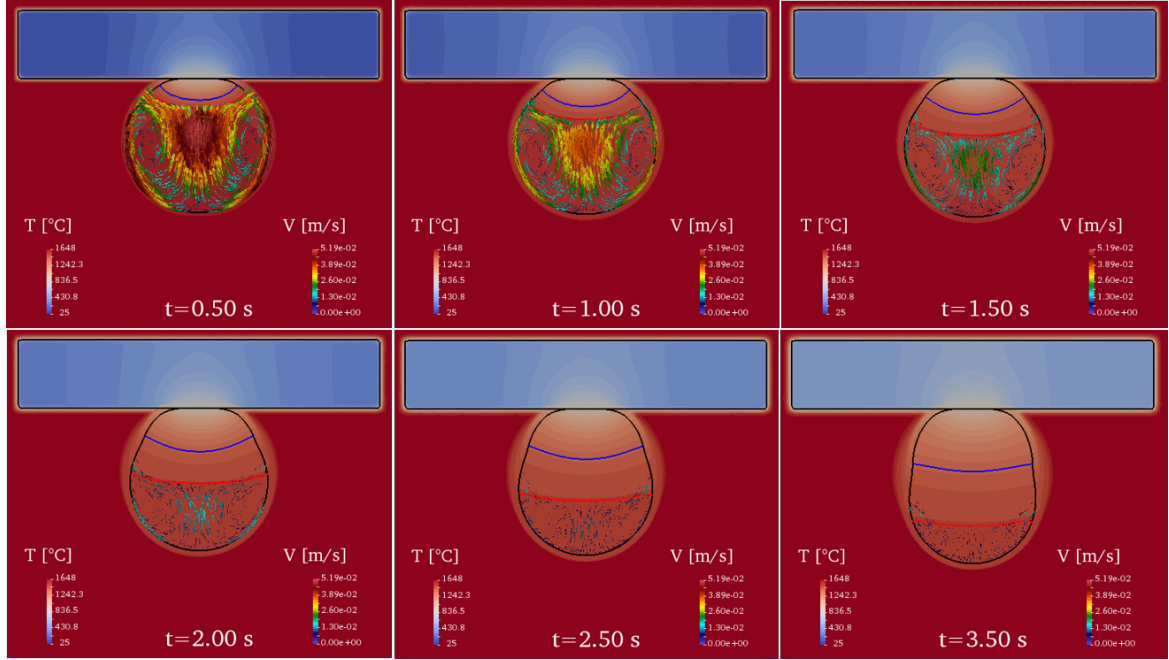 T [°C] V [m/s]
1648 5.19e-02
1242.3 3.89e-02
836.5 2.60e-02
430.8 1.30e-02
25 0.00e+00
t=0.50 s
T [°C] V [m/s]
1648 5.19e-02
1242.3 3.89e-02
836.5 2.60e-02
430.8 1.30e-02
25 0.00e+00
t=1.00 s
T [°C] V [m/s]
1648 5.19e-02
1242.3 3.89e-02
836.5 2.60e-02
430.8 1.30e-02
25 0.00e+00
t=1.50 s
T [°C] V [m/s]
1648 5.19e-02
1242.3 3.89e-02
836.5 2.60e-02
430.8 1.30e-02
25 0.00e+00
t=2.00 s
T [°C] V [m/s]
1648 5.19e-02
1242.3 3.89e-02
836.5 2.60e-02
430.8 1.30e-02
25 0.00e+00
t=2.50 s
T [°C] V [m/s]
1648 5.19e-02
1242.3 3.89e-02
836.5 2.60e-02
430.8 1.30e-02
25 0.00e+00
t=3.50 s